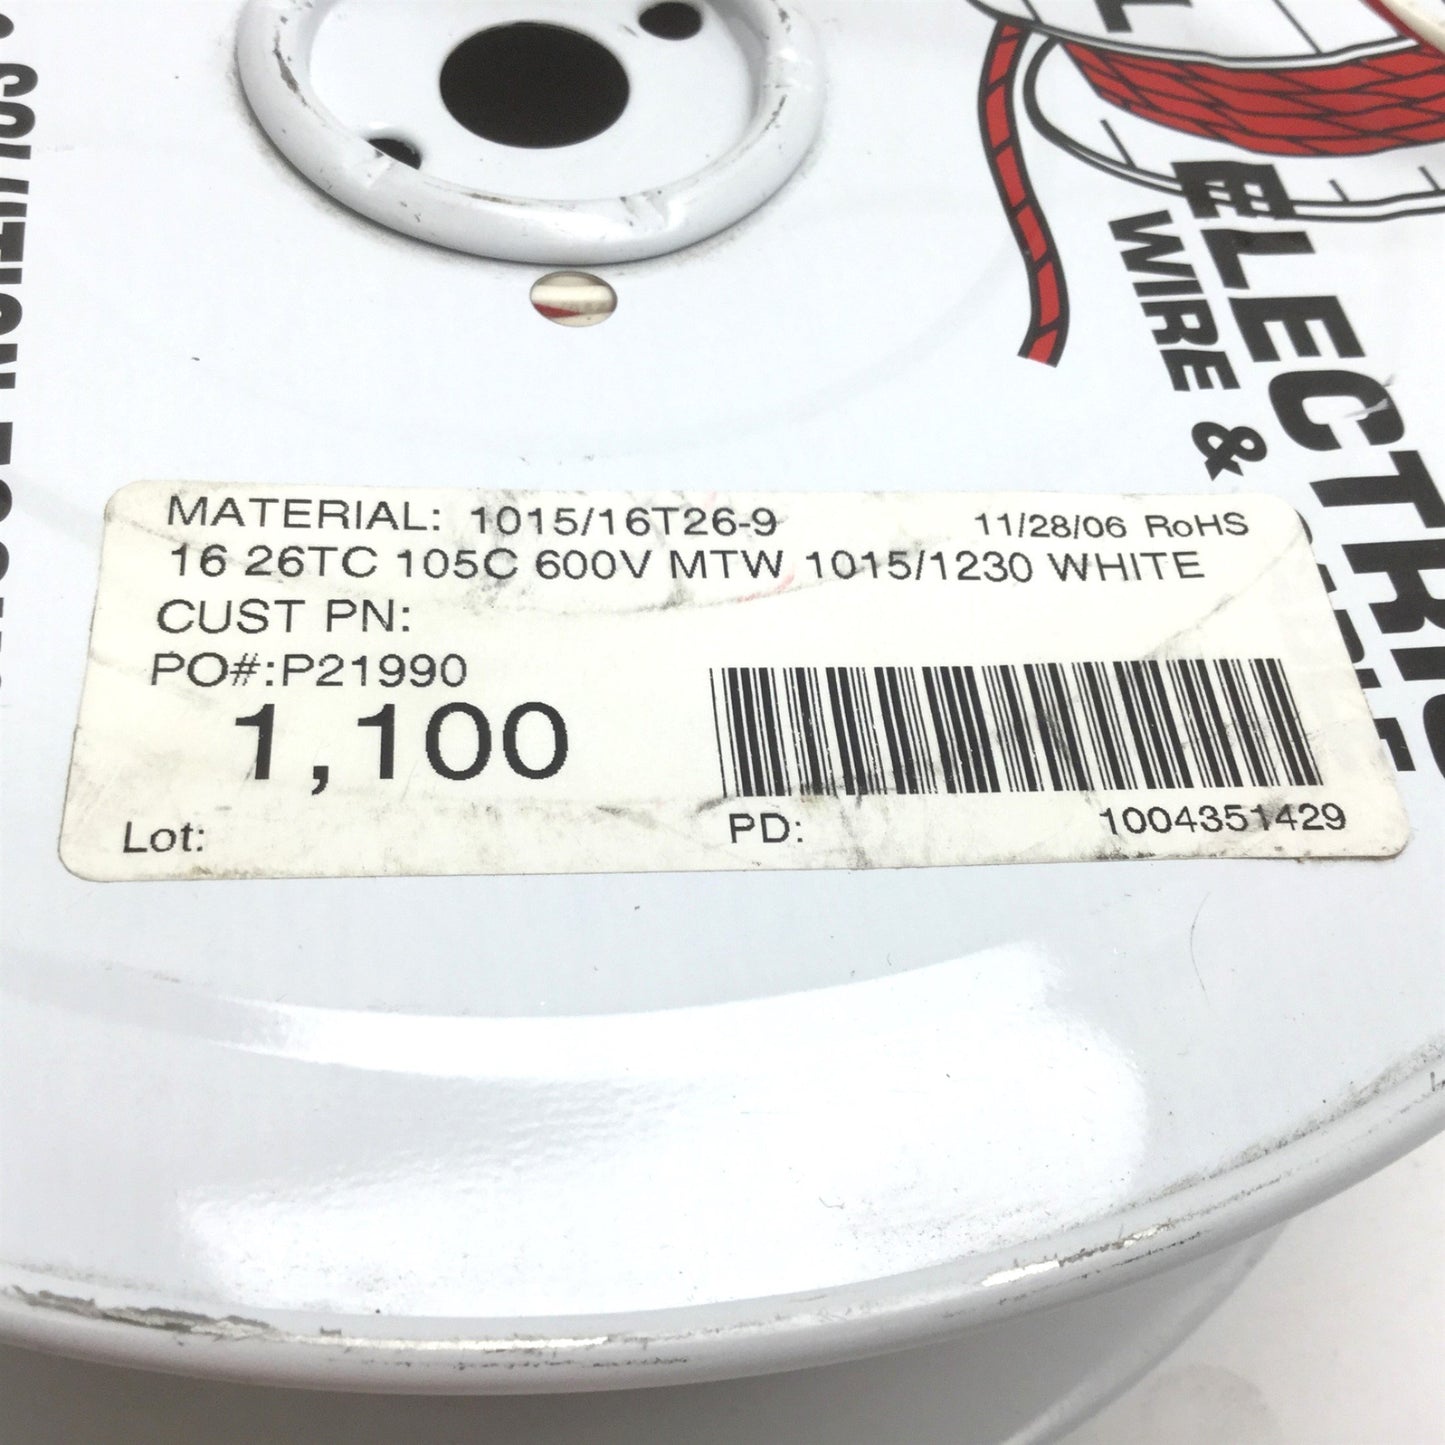 ELECTRIC
WIRE &
MATERIAL: 1015/16T26-9 11/28/06 RoHS
16 26TC 105C 600V MTW 1015/1230 WHITE
CUST PN:
PO#:P21990
1,100
Lot: PD: 1004351429